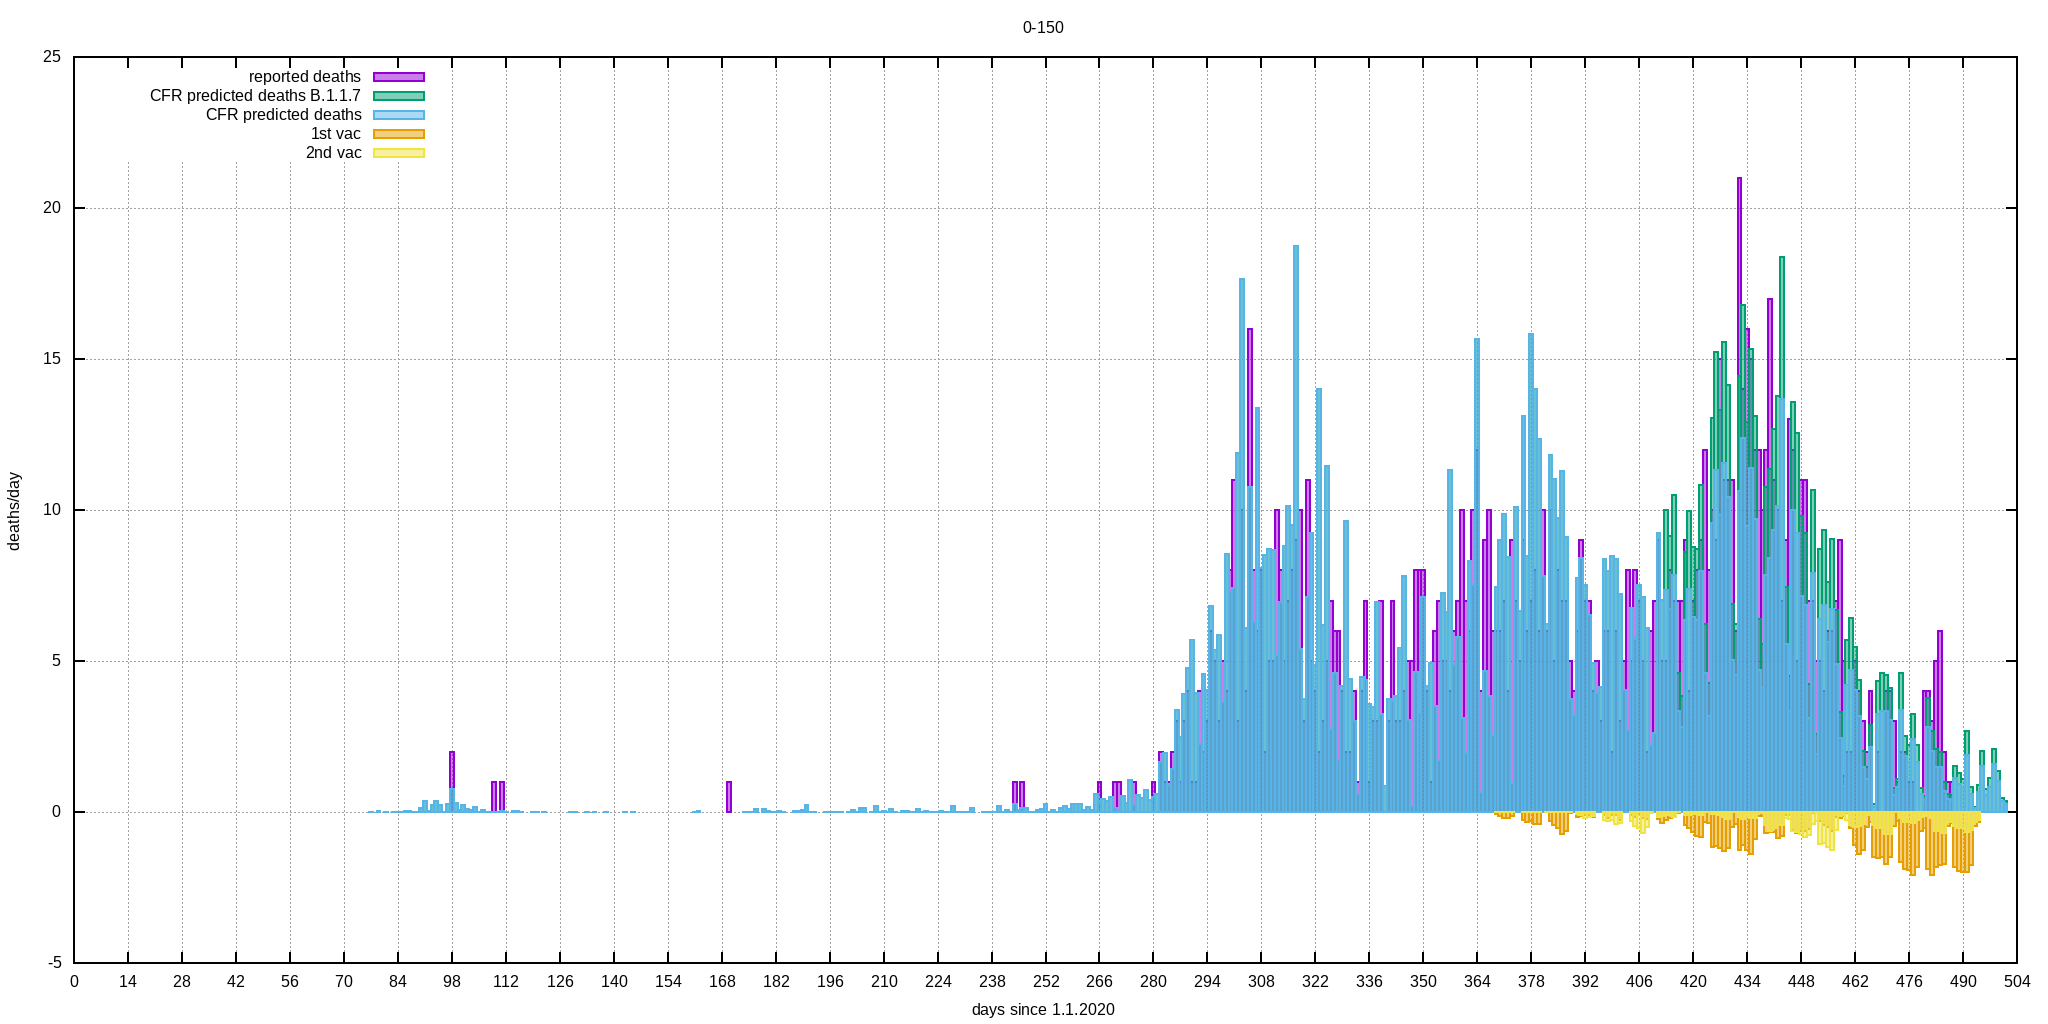 0-150
25
20
15
10
5
0
-5
deaths/day
reported deaths
CFR predicted deaths B.1.1.7
CFR predicted deaths
1st vac
2nd vac
0 14 28 42 56 70 84 98 112 126 140 154 168 182 196 210 224 238 252 266 280 294 308 322 336 350 364 378 392 406 420 434 448 462 476 490 504
days since 1.1.2020